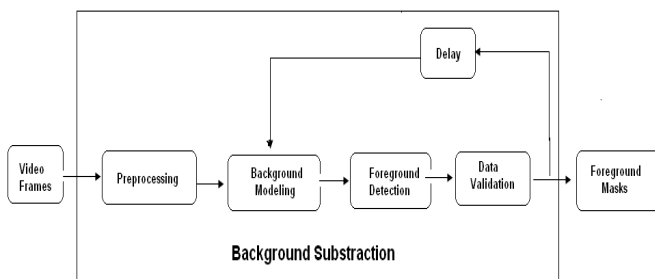 Delay
Video
Frames
Preprocessing
Background
Modeling
Foreground
Detection
Data
Validation
Foreground
Masks
Background Substraction